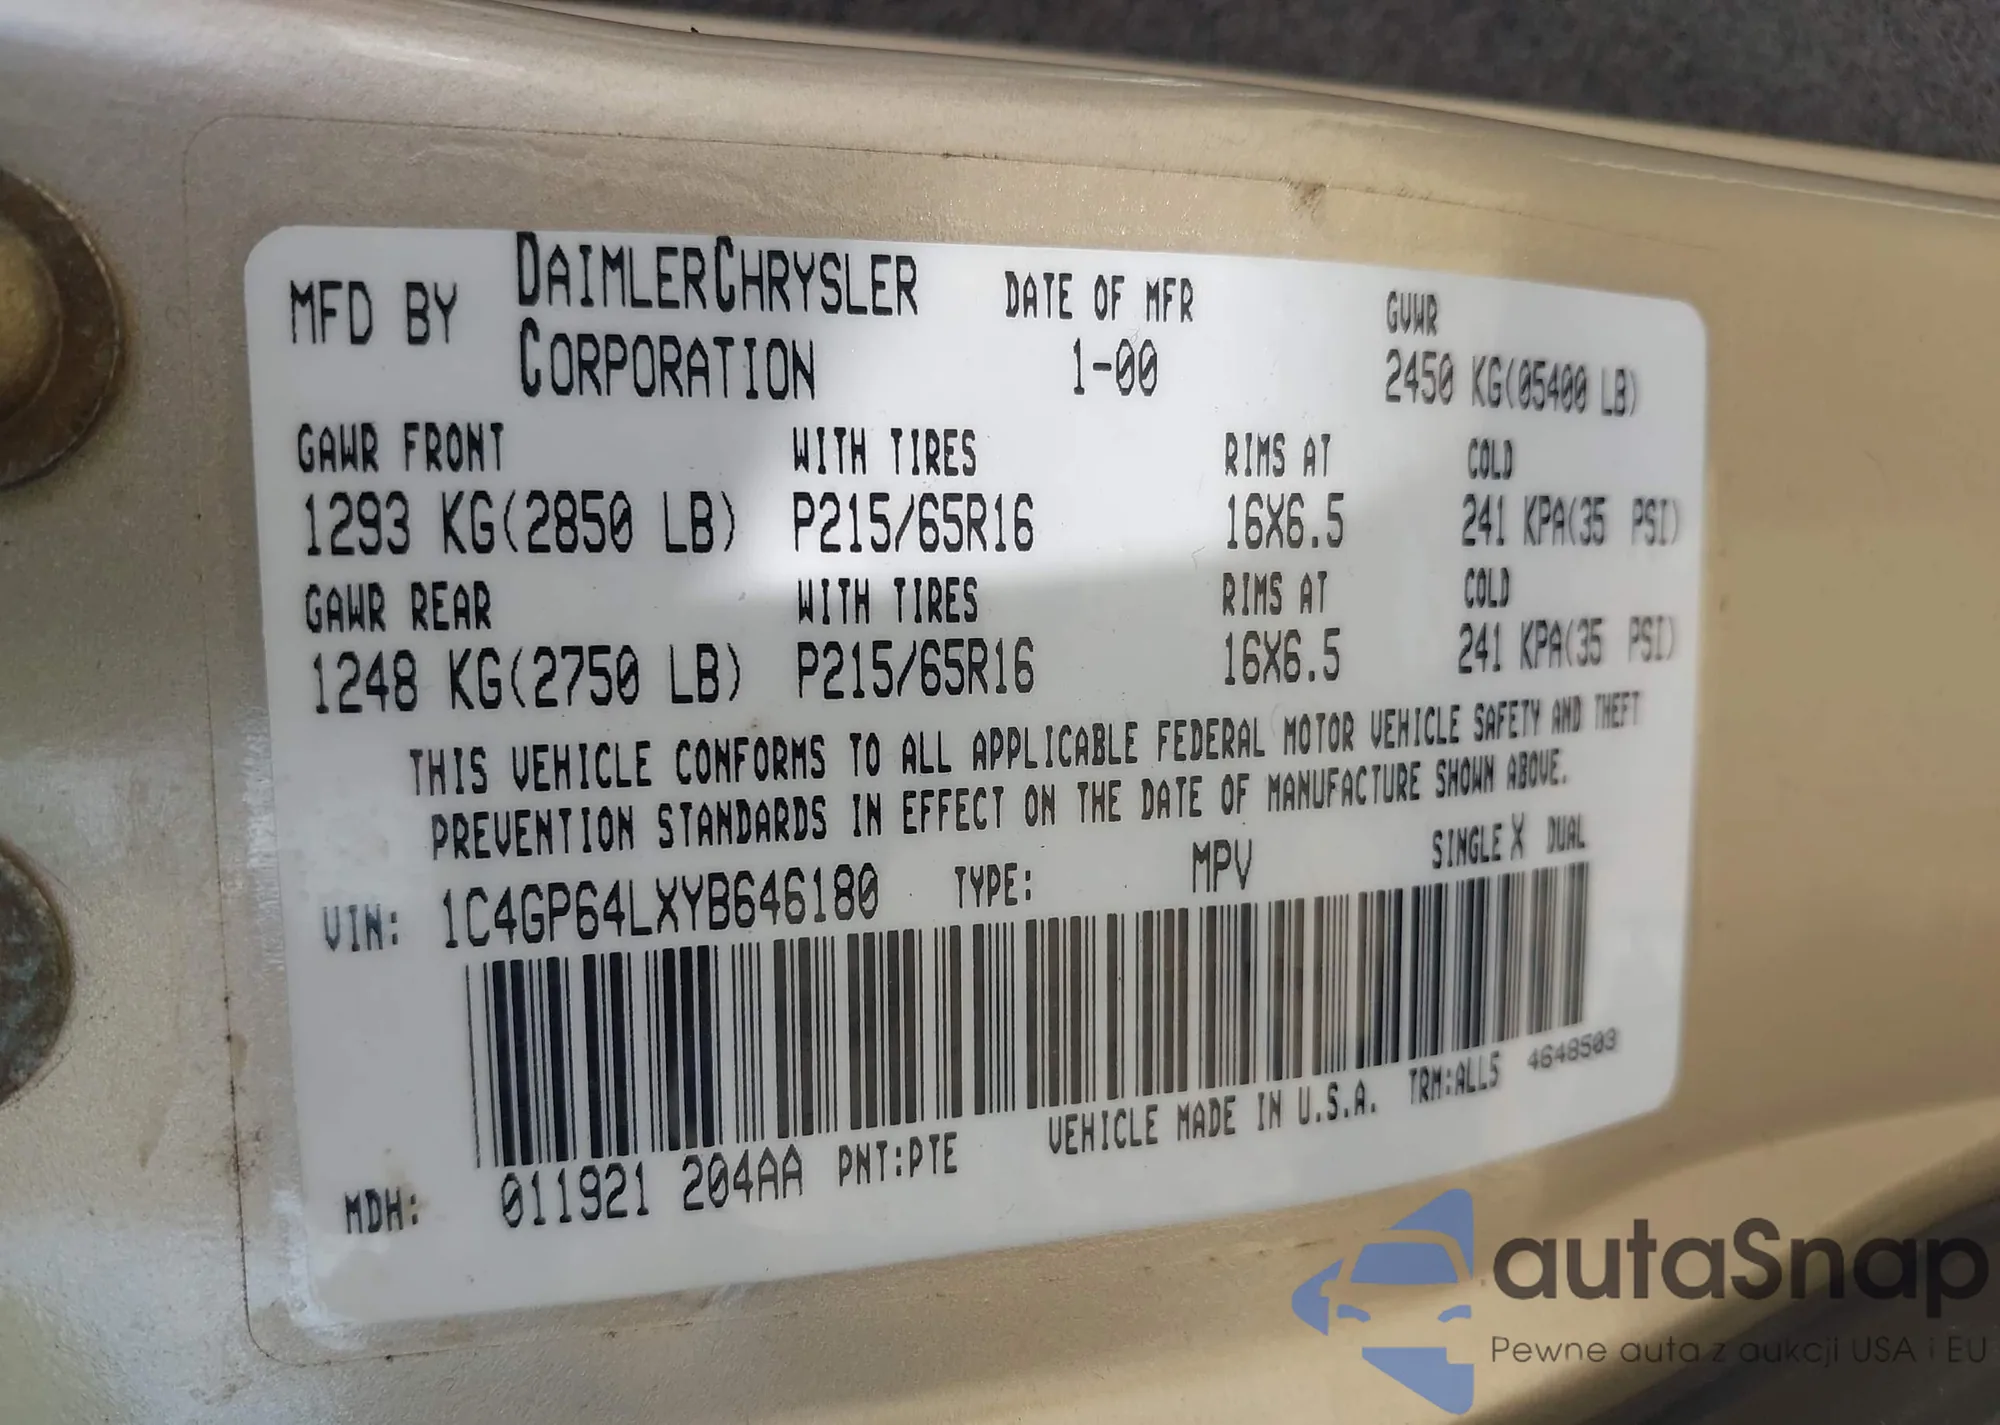 MFD BY DAIMLERCHRYSLER CORPORATION DATE OF MFR 1-00 GVWR 2450 KG(05400 LB)
GAWR FRONT WITH TIRES RIMS AT COLD
1293 KG(2850 LB) P215/65R16 16X6.5 241 KPA(35 PSI)
GAWR REAR WITH TIRES RIMS AT COLD
1248 KG(2750 LB) P215/65R16 16X6.5 241 KPA(35 PSI)
THIS VEHICLE CONFORMS TO ALL APPLICABLE FEDERAL MOTOR VEHICLE SAFETY AND THEFT
PREVENTION STANDARDS IN EFFECT ON THE DATE OF MANUFACTURE SHOWN ABOVE.
VIN: 1C4GP64LXYB646180 TYPE: MPV SINGLE X DUAL
MDH: 011921 204AA PNT:PTE VEHICLE MADE IN U.S.A. TRM:ALL5 4648503
autaSnap
Pewne auta z aukcji USA i EU